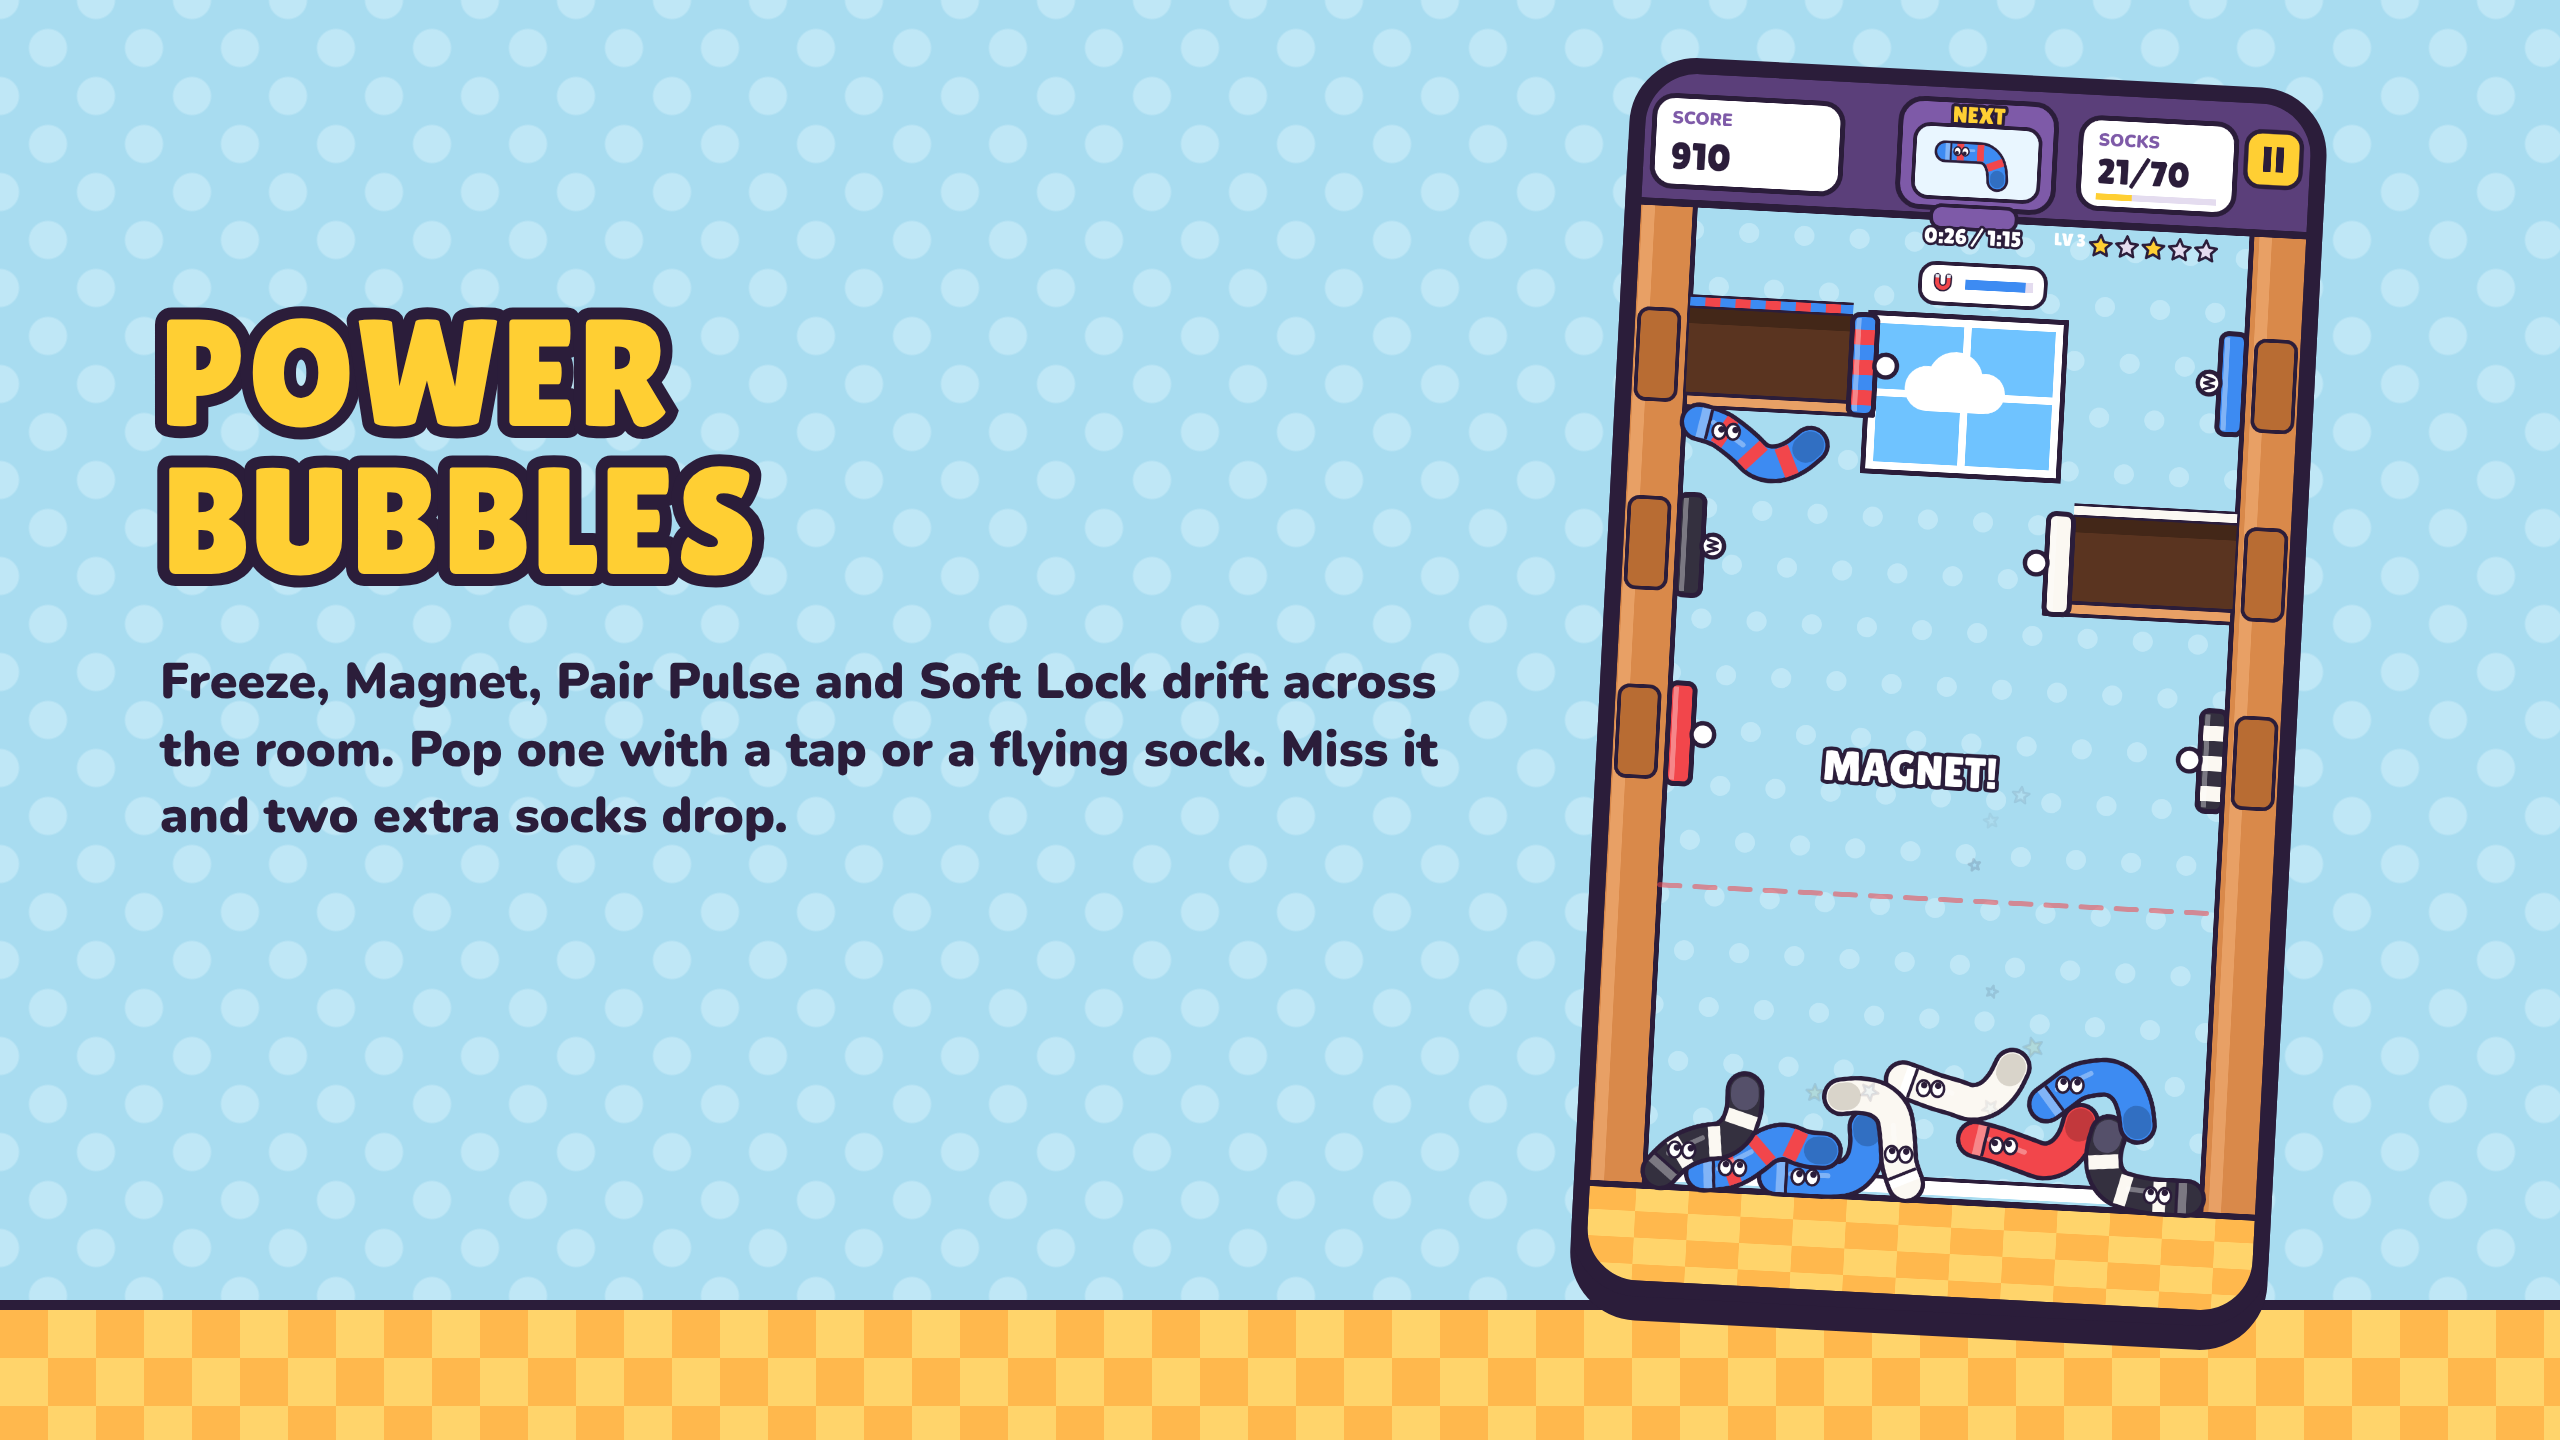 POWER
BUBBLES
Freeze, Magnet, Pair Pulse and Soft Lock drift across
the room. Pop one with a tap or a flying sock. Miss it
and two extra socks drop.
SCORE
910
NEXT
SOCKS
21/70
0:26 / 1:15
LV 3
W
W
MAGNET!